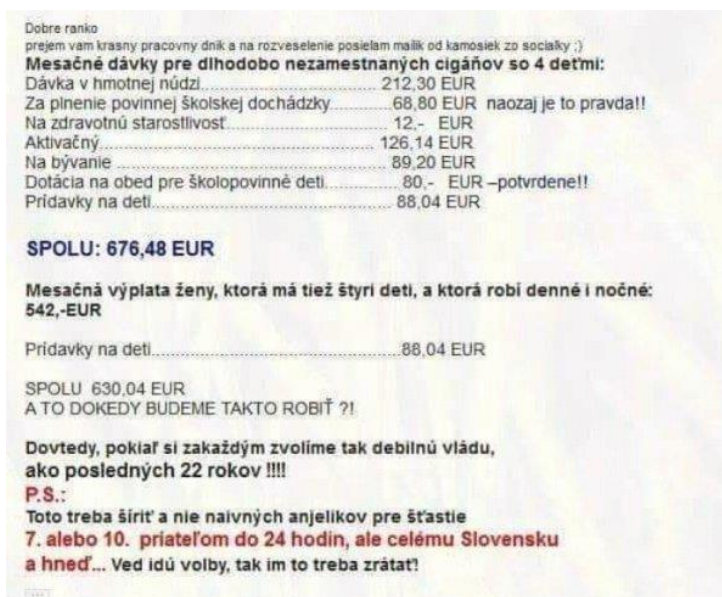 Dobre ranko
prejem vam krasny pracovny dnik a na rozveselenie posielam mailik od kamosiek zo socialky ;)
Mesačné dávky pre dlhodobo nezamestnaných cigáňov so 4 deťmi:
Dávka v hmotnej núdzi................................ 212,30 EUR
Za plnenie povinnej školskej dochádzky...........68,80 EUR naozaj je to pravda!!
Na zdravotnú starostlivosť............................ 12,- EUR
Aktivačný................................................ 126,14 EUR
Na bývanie .............................................. 89,20 EUR
Dotácia na obed pre školopovinné deti............ 80,- EUR –potvrdene!!
Prídavky na deti......................................... 88,04 EUR
SPOLU: 676,48 EUR
Mesačná výplata ženy, ktorá má tiež štyri deti, a ktorá robí denné i nočné:
542,-EUR
Prídavky na deti..........................................88,04 EUR
SPOLU 630,04 EUR
A TO DOKEDY BUDEME TAKTO ROBIŤ ?!
Dovtedy, pokiaľ si zakaždým zvolíme tak debilnú vládu,
ako posledných 22 rokov !!!!
P.S.:
Toto treba šíriť a nie naivných anjelikov pre šťastie
7. alebo 10. priateľom do 24 hodin, ale celému Slovensku
a hneď... Ved idú volby, tak im to treba zrátať!